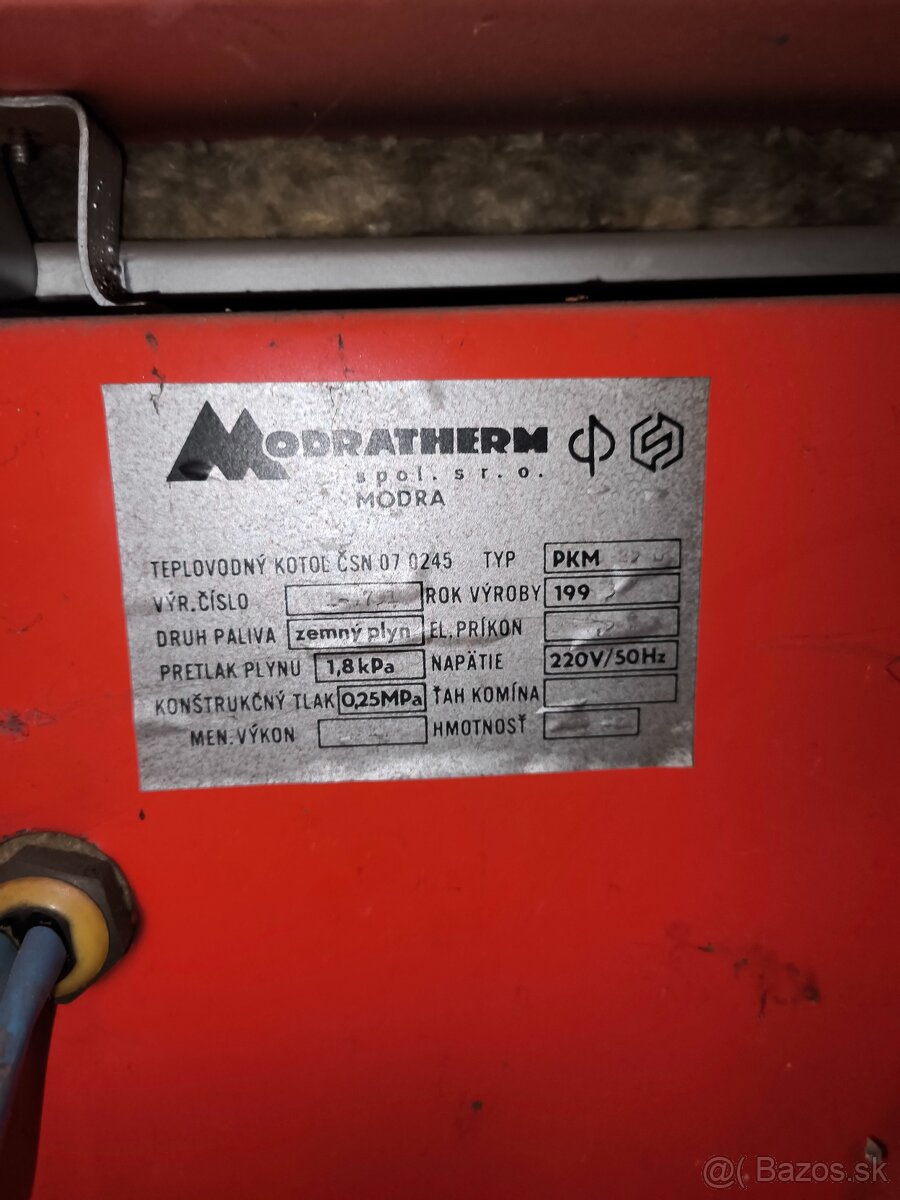 MODRATHERM
spol. s r. o.
MODRA
TEPLOVODNÝ KOTOL ČSN 07 0245 TYP PKM
VÝR. ČÍSLO ROK VÝROBY 199
DRUH PALIVA zemný plyn EL. PRÍKON
PRETLAK PLYNU 1,8 kPa NAPÄTIE 220V/50Hz
KONŠTRUKČNÝ TLAK 0,25MPa ŤAH KOMÍNA
MEN. VÝKON HMOTNOSŤ
@( Bazos.sk